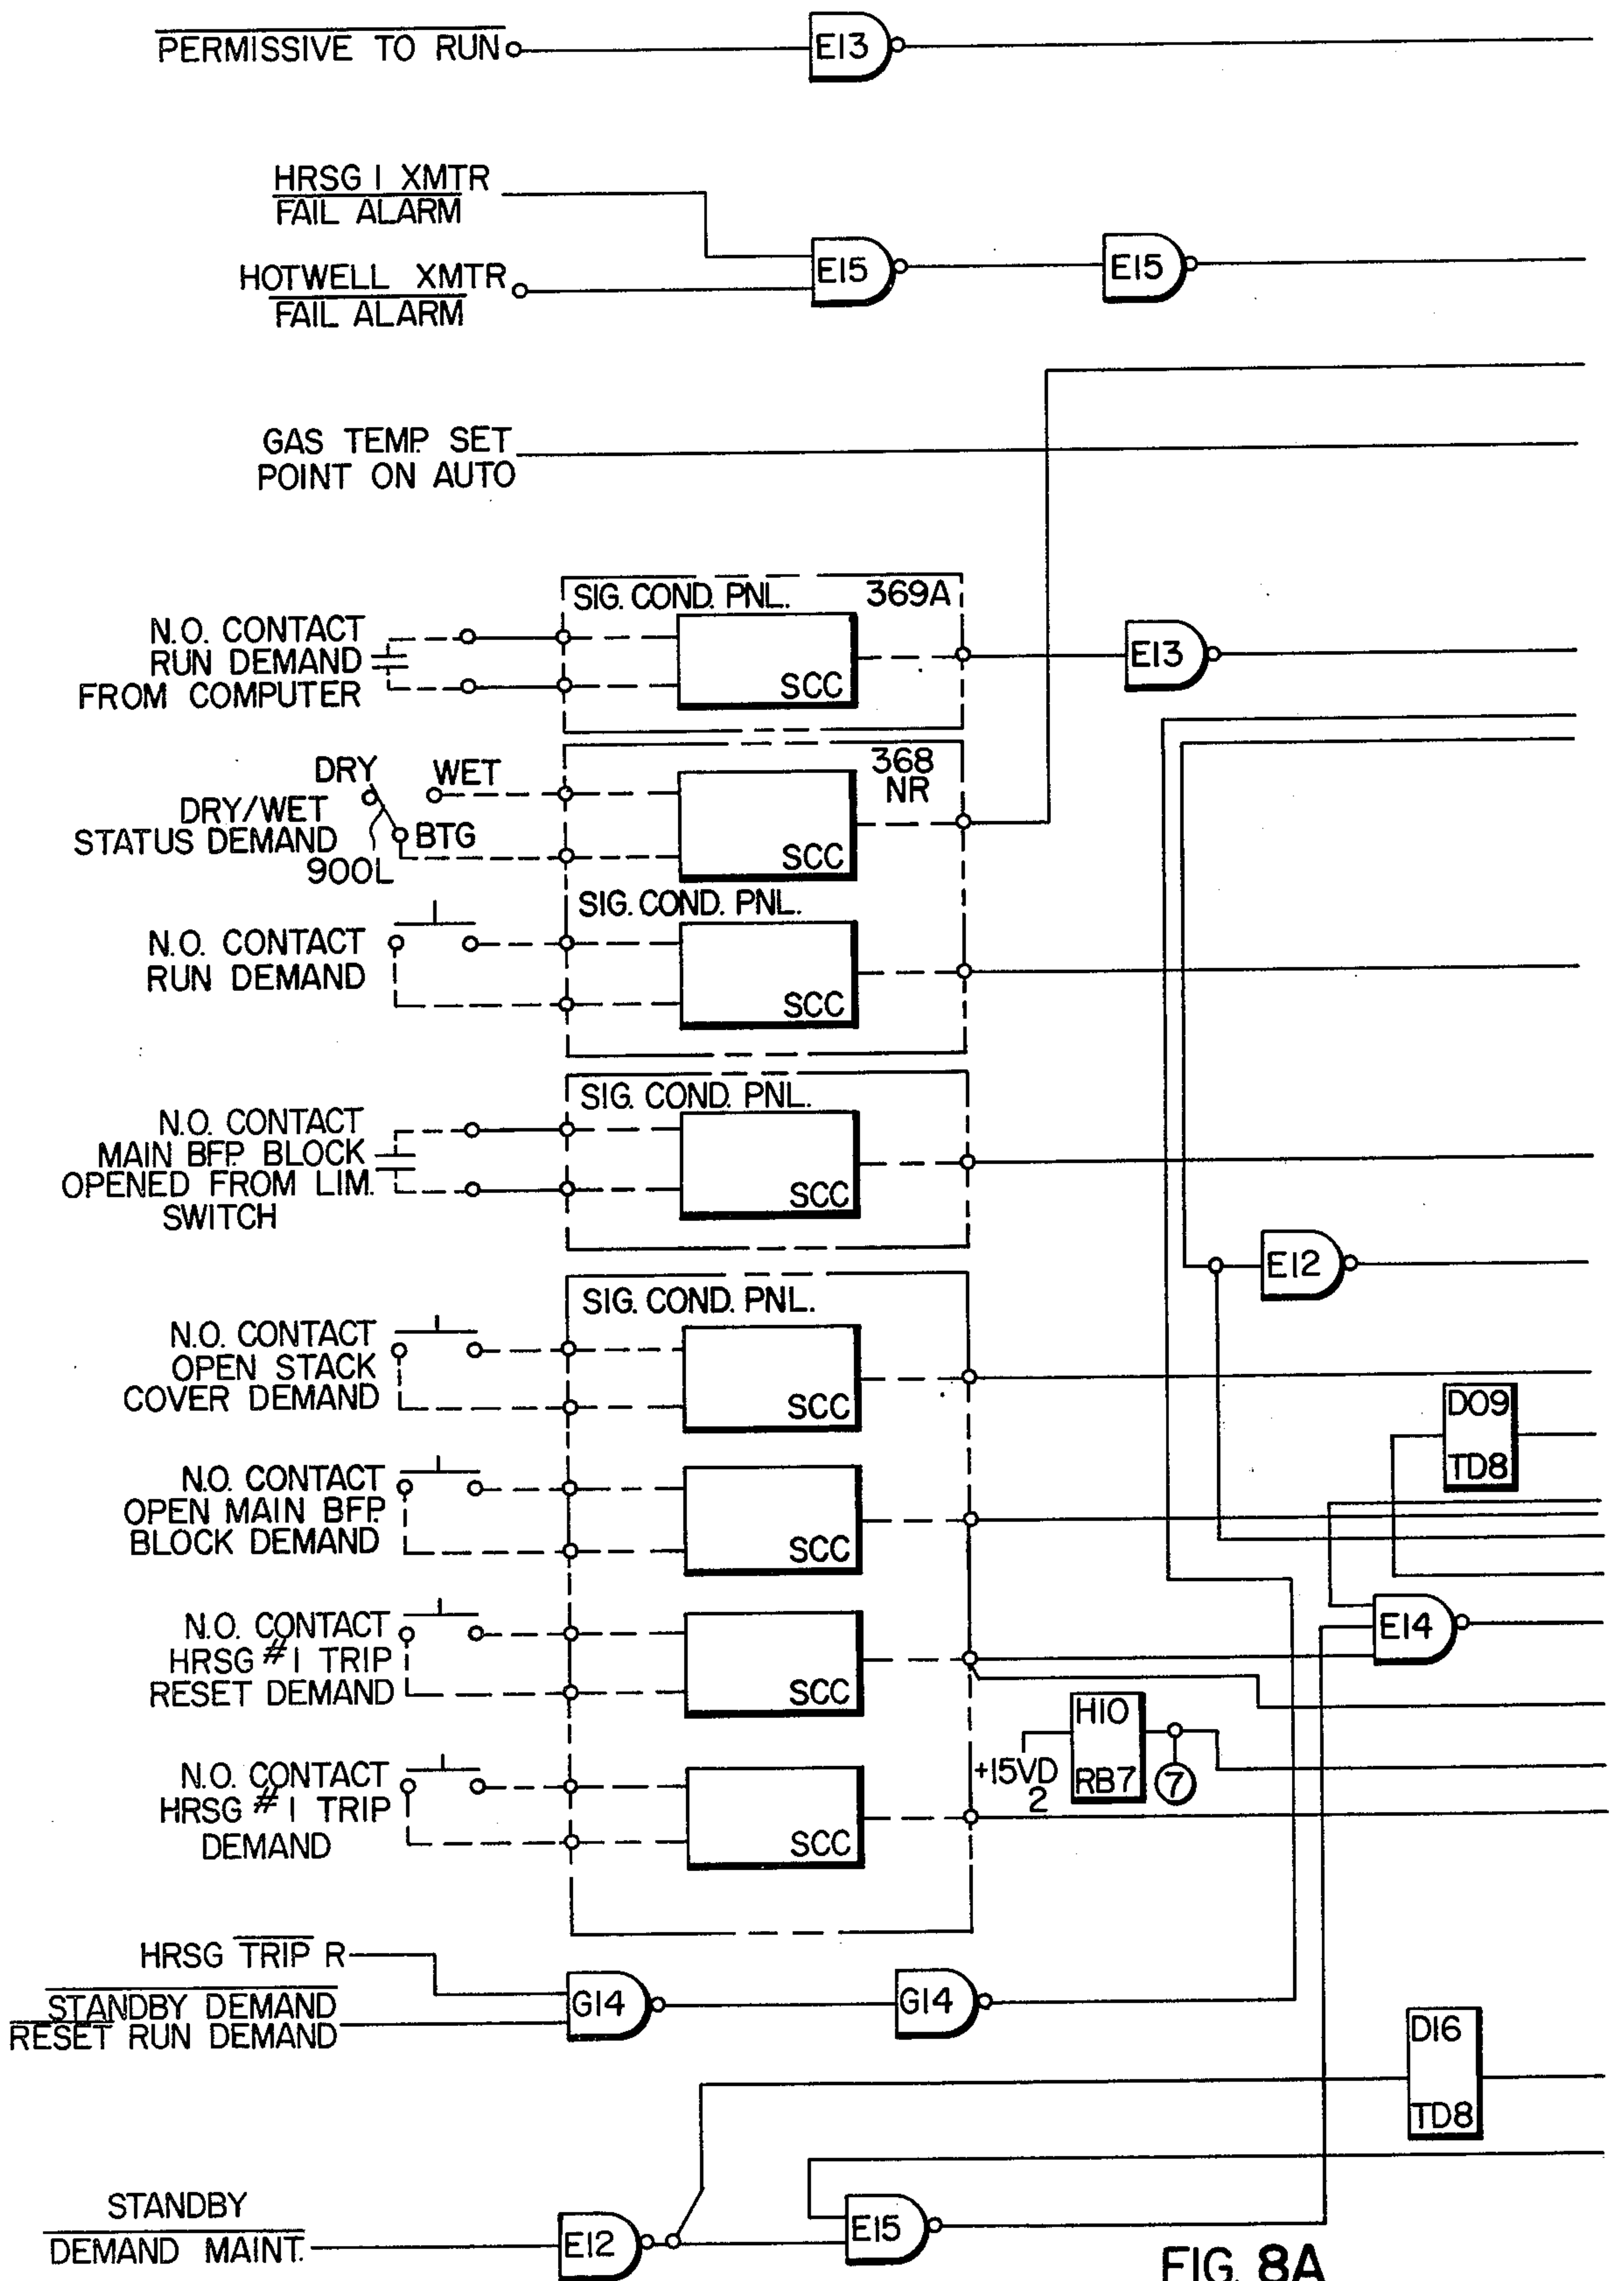 PERMISSIVE TO RUN
E13
HRSG 1 XMTR
FAIL ALARM
HOTWELL XMTR
FAIL ALARM
E15
E15
GAS TEMP. SET
POINT ON AUTO
N.O. CONTACT
RUN DEMAND
FROM COMPUTER
SIG. COND. PNL.
369A
SCC
E13
DRY
WET
DRY/WET
STATUS DEMAND
BTG
900L
368
NR
SCC
SIG. COND. PNL.
N.O. CONTACT
RUN DEMAND
SCC
SIG. COND. PNL.
N.O. CONTACT
MAIN BFP. BLOCK
OPENED FROM LIM.
SWITCH
SCC
E12
SIG. COND. PNL.
N.O. CONTACT
OPEN STACK
COVER DEMAND
SCC
D09
TD8
N.O. CONTACT
OPEN MAIN BFP.
BLOCK DEMAND
SCC
N.O. CONTACT
HRSG #1 TRIP
RESET DEMAND
SCC
E14
H10
RB7
+15VD
2
7
N.O. CONTACT
HRSG #1 TRIP
DEMAND
SCC
HRSG TRIP R
STANDBY DEMAND
RESET RUN DEMAND
G14
G14
D16
TD8
STANDBY
DEMAND MAINT.
E12
E15
FIG. 8A